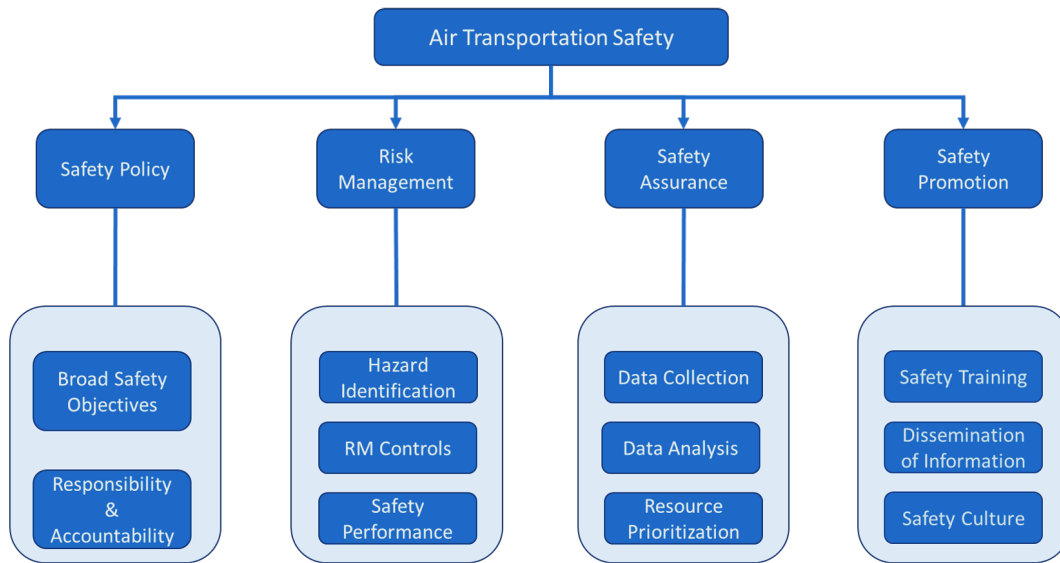 Air Transportation Safety
Safety Policy
Risk
Management
Safety
Assurance
Safety
Promotion
Broad Safety
Objectives
Responsibility
&
Accountability
Hazard
Identification
RM Controls
Safety
Performance
Data Collection
Data Analysis
Resource
Prioritization
Safety Training
Dissemination
of Information
Safety Culture